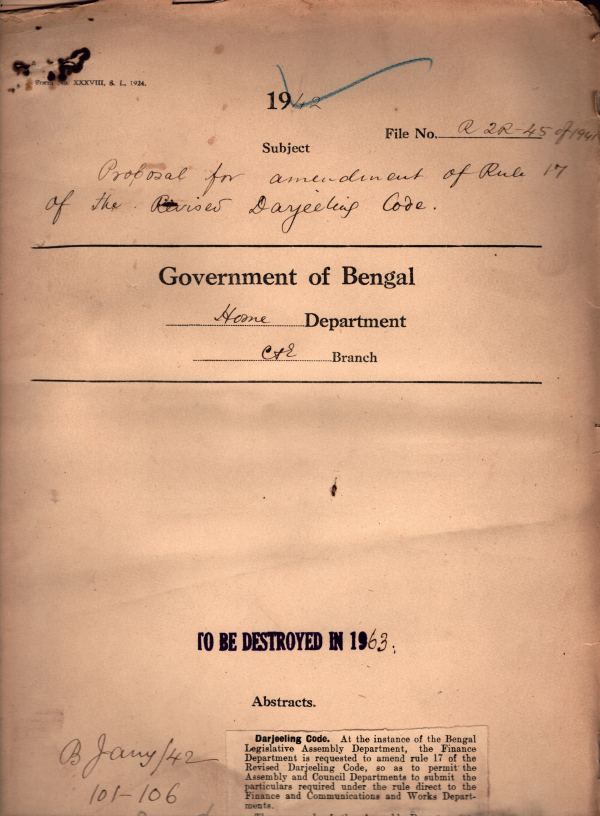 Form No. XXXVIII, S. L., 1924.
1942
File No. R 2R-45 of 194
Subject
Proposal for amendment of Rule 17
of the Revised Darjeeling Code.
Government of Bengal
Home Department
C&E Branch
TO BE DESTROYED IN 1963.
Abstracts.
B Jany/42
101-106
Darjeeling Code. At the instance of the Bengal
Legislative Assembly Department, the Finance
Department is requested to amend rule 17 of the
Revised Darjeeling Code, so as to permit the
Assembly and Council Departments to submit the
particulars required under the rule direct to the
Finance and Communications and Works Depart-
ments.